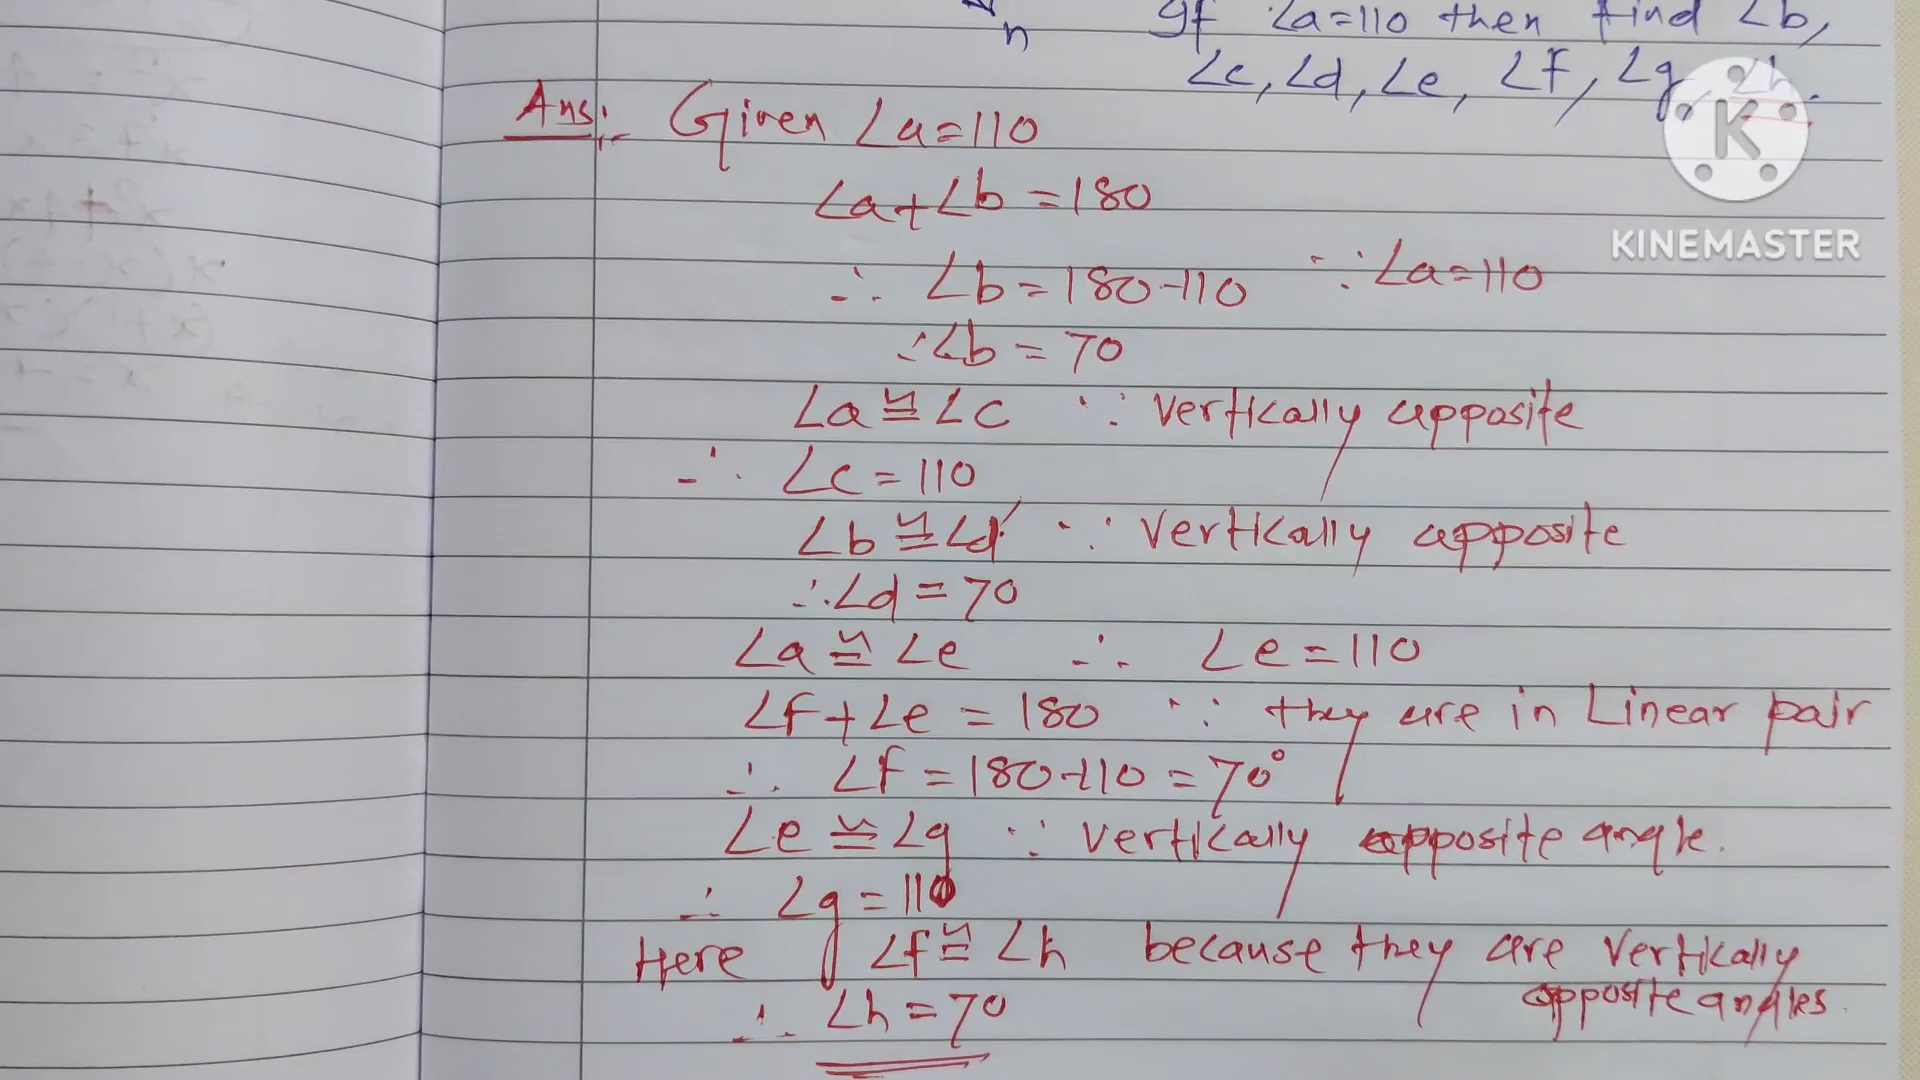 n
If ∠a=110 then find ∠b,
∠c, ∠d, ∠e, ∠f, ∠g, ∠h.
Ans:- Given ∠a=110
∠a+∠b=180
∴ ∠b=180-110 ∵ ∠a=110
∴ ∠b = 70
∠a ≅ ∠c ∵ vertically apposite
∴ ∠c=110
∠b ≅ ∠d ∵ vertically apposite
∴ ∠d=70
∠a ≅ ∠e ∴ ∠e=110
∠f+∠e = 180 ∵ they are in Linear pair
∴ ∠f=180-110=70°
∠e ≅ ∠g ∵ vertically opposite angle.
∴ ∠g=110
Here ∠f ≅ ∠h because they are vertically
opposite angles.
∴ ∠h=70
K
KINEMASTER